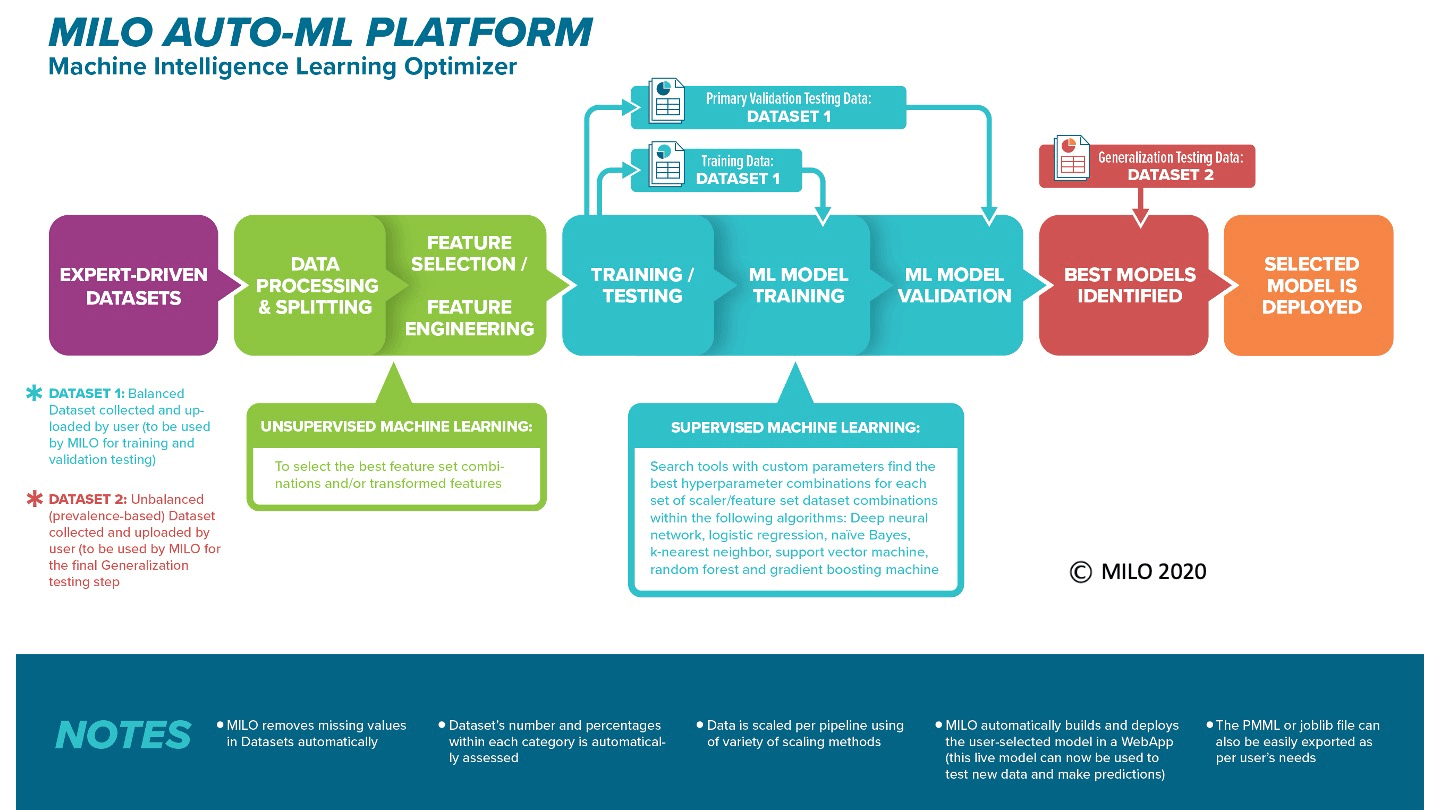 MILO AUTO-ML PLATFORM
Machine Intelligence Learning Optimizer
Primary Validation Testing Data:
DATASET 1
Training Data:
DATASET 1
Generalization Testing Data:
DATASET 2
EXPERT-DRIVEN
DATASETS
DATA
PROCESSING
& SPLITTING
FEATURE
SELECTION /
FEATURE
ENGINEERING
TRAINING /
TESTING
ML MODEL
TRAINING
ML MODEL
VALIDATION
BEST MODELS
IDENTIFIED
SELECTED
MODEL IS
DEPLOYED
* DATASET 1: Balanced
Dataset collected and up-
loaded by user (to be used
by MILO for training and
validation testing)
* DATASET 2: Unbalanced
(prevalence-based) Dataset
collected and uploaded by
user (to be used by MILO for
the final Generalization
testing step
UNSUPERVISED MACHINE LEARNING:
To select the best feature set combi-
nations and/or transformed features
SUPERVISED MACHINE LEARNING:
Search tools with custom parameters find the
best hyperparameter combinations for each
set of scaler/feature set dataset combinations
within the following algorithms: Deep neural
network, logistic regression, naïve Bayes,
k-nearest neighbor, support vector machine,
random forest and gradient boosting machine
© MILO 2020
NOTES
• MILO removes missing values
in Datasets automatically
• Dataset's number and percentages
within each category is automatical-
ly assessed
• Data is scaled per pipeline using
of variety of scaling methods
• MILO automatically builds and deploys
the user-selected model in a WebApp
(this live model can now be used to
test new data and make predictions)
• The PMML or joblib file can
also be easily exported as
per user's needs